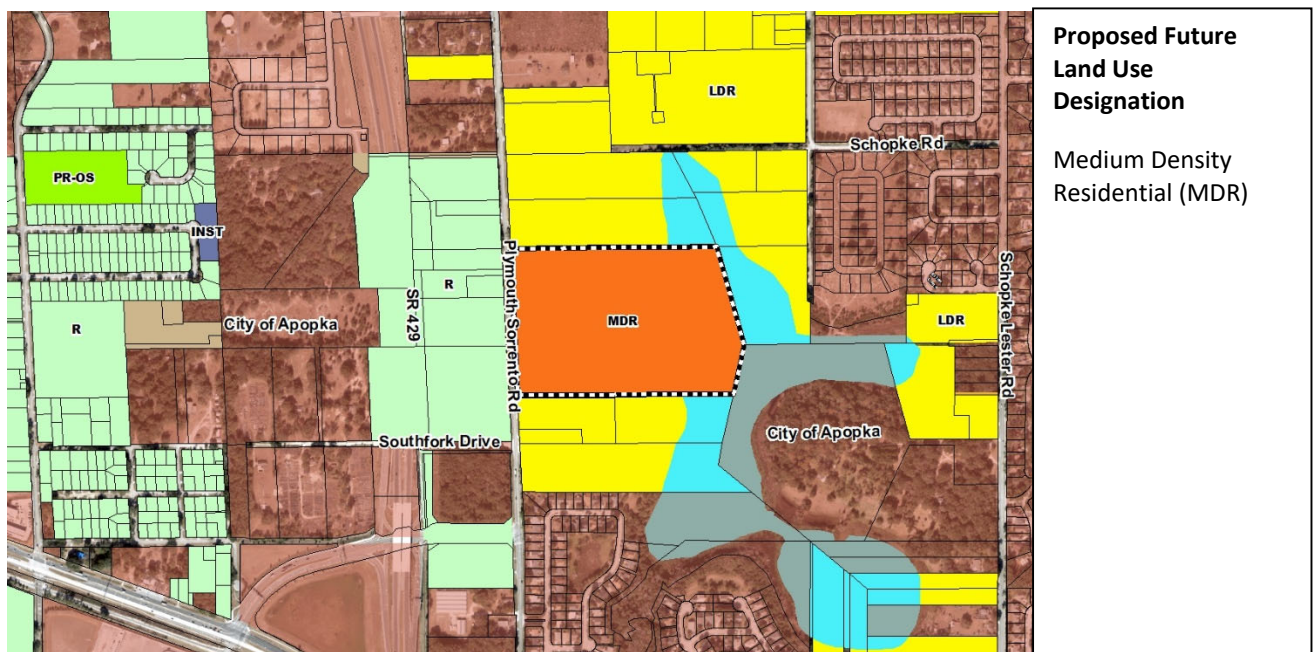 Proposed Future
Land Use
Designation
Medium Density
Residential (MDR)
LDR
Schopke Rd
PR-OS
INST
Plymouth Sorrento Rd
Schopke Lester Rd
R
SR 429
R
City of Apopka
MDR
LDR
Southfork Drive
City of Apopka